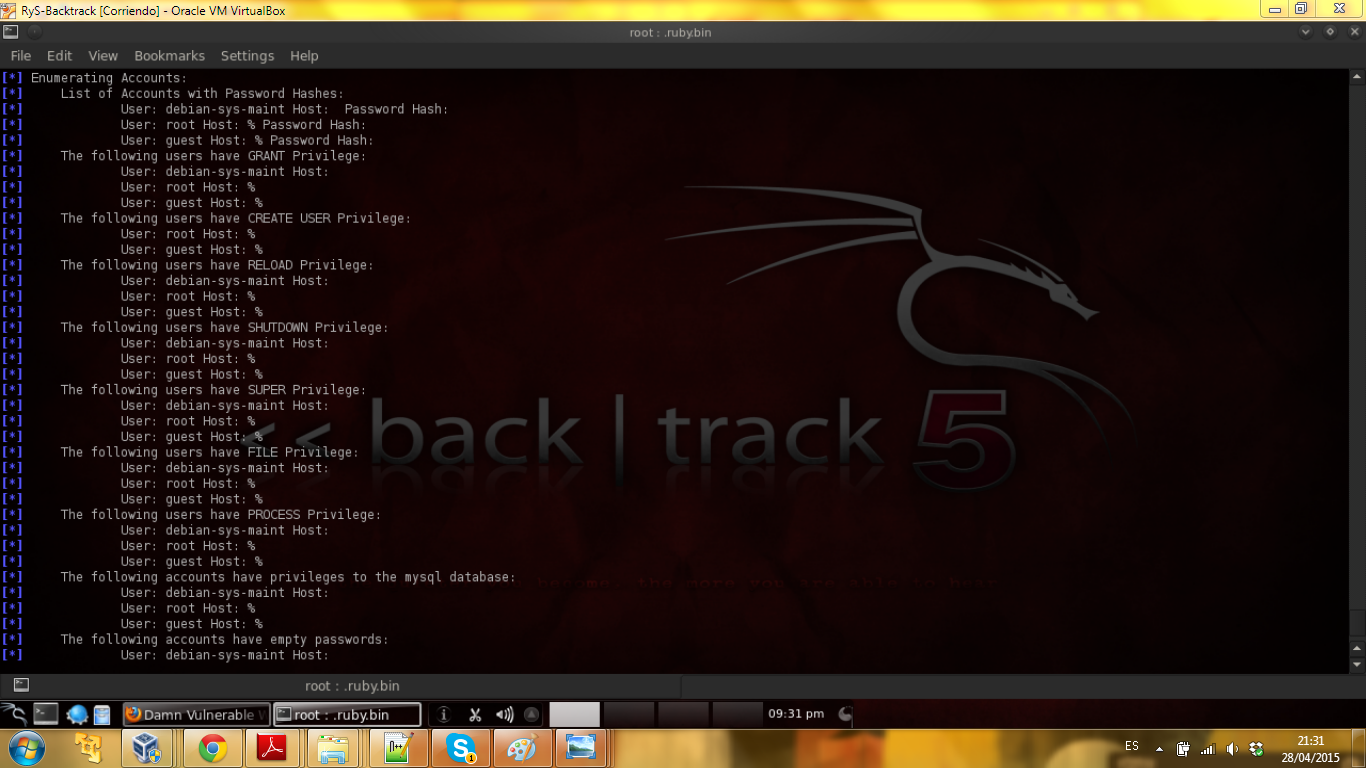 RyS-Backtrack [Corriendo] - Oracle VM VirtualBox
root : .ruby.bin
File Edit View Bookmarks Settings Help
[*] Enumerating Accounts:
[*] List of Accounts with Password Hashes:
[*] User: debian-sys-maint Host: Password Hash:
[*] User: root Host: % Password Hash:
[*] User: guest Host: % Password Hash:
[*] The following users have GRANT Privilege:
[*] User: debian-sys-maint Host:
[*] User: root Host: %
[*] User: guest Host: %
[*] The following users have CREATE USER Privilege:
[*] User: root Host: %
[*] User: guest Host: %
[*] The following users have RELOAD Privilege:
[*] User: debian-sys-maint Host:
[*] User: root Host: %
[*] User: guest Host: %
[*] The following users have SHUTDOWN Privilege:
[*] User: debian-sys-maint Host:
[*] User: root Host: %
[*] User: guest Host: %
[*] The following users have SUPER Privilege:
[*] User: debian-sys-maint Host:
[*] User: root Host: %
[*] User: guest Host: %
[*] The following users have FILE Privilege:
[*] User: debian-sys-maint Host:
[*] User: root Host: %
[*] User: guest Host: %
[*] The following users have PROCESS Privilege:
[*] User: debian-sys-maint Host:
[*] User: root Host: %
[*] User: guest Host: %
[*] The following accounts have privileges to the mysql database:
[*] User: debian-sys-maint Host:
[*] User: root Host: %
[*] User: guest Host: %
[*] The following accounts have empty passwords:
[*] User: debian-sys-maint Host:
<< back | track 5
root : .ruby.bin
Damn Vulnerable W
root : .ruby.bin
09:31 pm
ES
21:31
28/04/2015